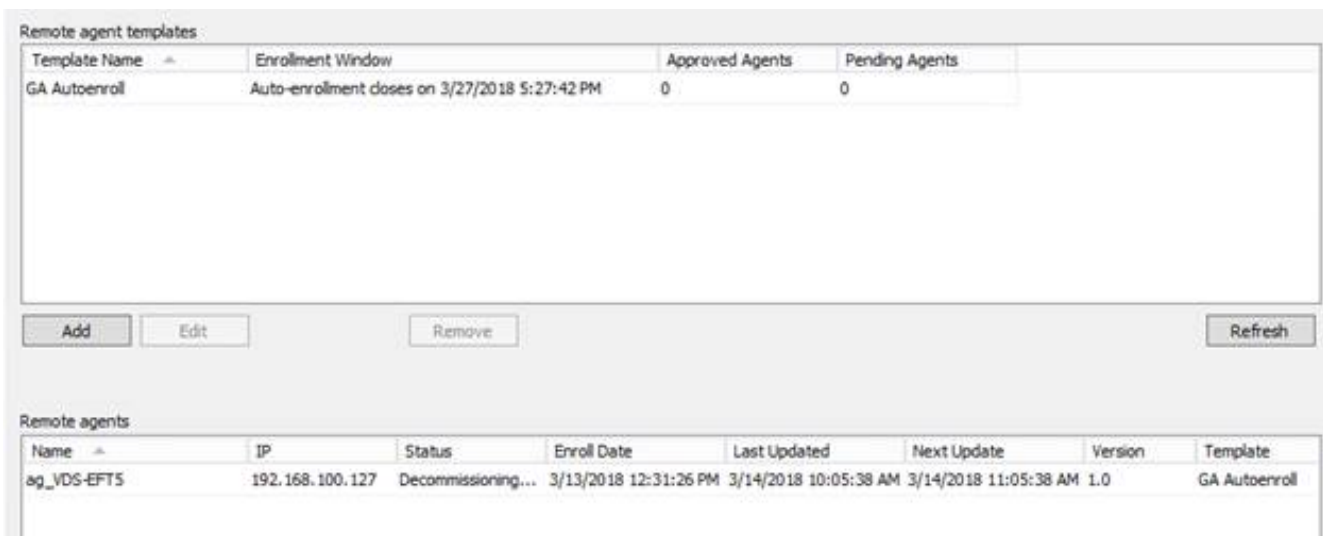 Remote agent templates
Template Name Enrollment Window Approved Agents Pending Agents
GA Autoenroll Auto-enrollment closes on 3/27/2018 5:27:42 PM 0 0
Add Edit Remove Refresh
Remote agents
Name IP Status Enroll Date Last Updated Next Update Version Template
ag_VDS-EFT5 192.168.100.127 Decommissioning... 3/13/2018 12:31:26 PM 3/14/2018 10:05:38 AM 3/14/2018 11:05:38 AM 1.0 GA Autoenroll